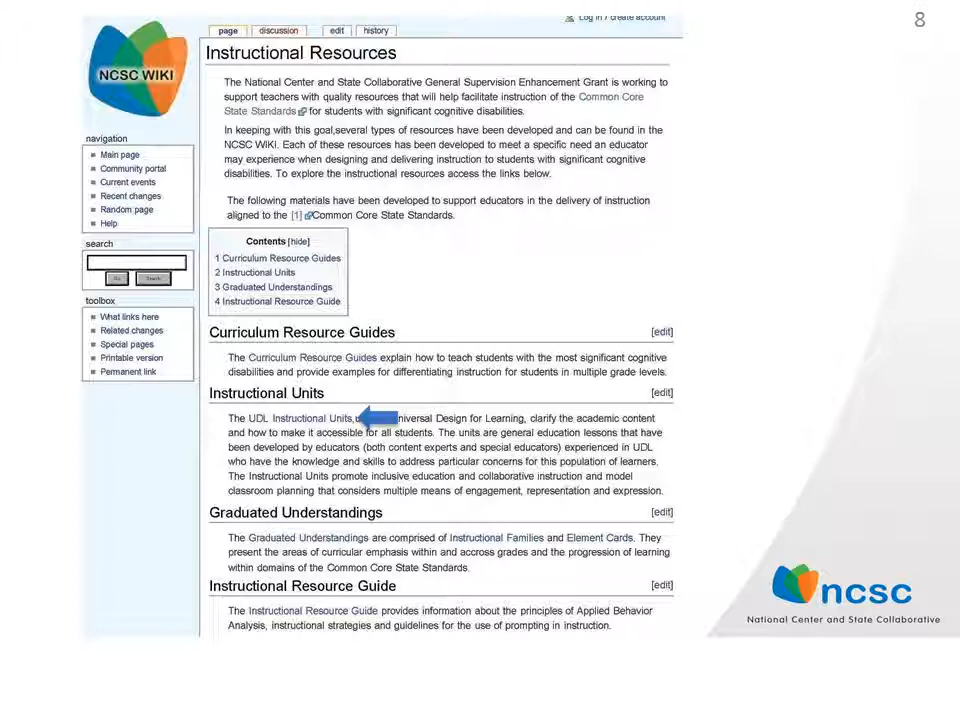 8
Log in / create account
page discussion edit history
NCSC WIKI
Instructional Resources
The National Center and State Collaborative General Supervision Enhancement Grant is working to
support teachers with quality resources that will help facilitate instruction of the Common Core
State Standards for students with significant cognitive disabilities.
In keeping with this goal,several types of resources have been developed and can be found in the
NCSC WIKI. Each of these resources has been developed to meet a specific need an educator
may experience when designing and delivering instruction to students with significant cognitive
disabilities. To explore the instructional resources access the links below.
The following materials have been developed to support educators in the delivery of instruction
aligned to the [1] Common Core State Standards.
navigation
Main page
Community portal
Current events
Recent changes
Random page
Help
search
Go Search
toolbox
What links here
Related changes
Special pages
Printable version
Permanent link
Contents [hide]
1 Curriculum Resource Guides
2 Instructional Units
3 Graduated Understandings
4 Instructional Resource Guide
Curriculum Resource Guides [edit]
The Curriculum Resource Guides explain how to teach students with the most significant cognitive
disabilities and provide examples for differentiating instruction for students in multiple grade levels.
Instructional Units [edit]
The UDL Instructional Units, niversal Design for Learning, clarify the academic content
and how to make it accessible for all students. The units are general education lessons that have
been developed by educators (both content experts and special educators) experienced in UDL
who have the knowledge and skills to address particular concerns for this population of learners.
The Instructional Units promote inclusive education and collaborative instruction and model
classroom planning that considers multiple means of engagement, representation and expression.
Graduated Understandings [edit]
The Graduated Understandings are comprised of Instructional Families and Element Cards. They
present the areas of curricular emphasis within and accross grades and the progression of learning
within domains of the Common Core State Standards.
Instructional Resource Guide [edit]
The Instructional Resource Guide provides information about the principles of Applied Behavior
Analysis, instructional strategies and guidelines for the use of prompting in instruction.
ncsc
National Center and State Collaborative